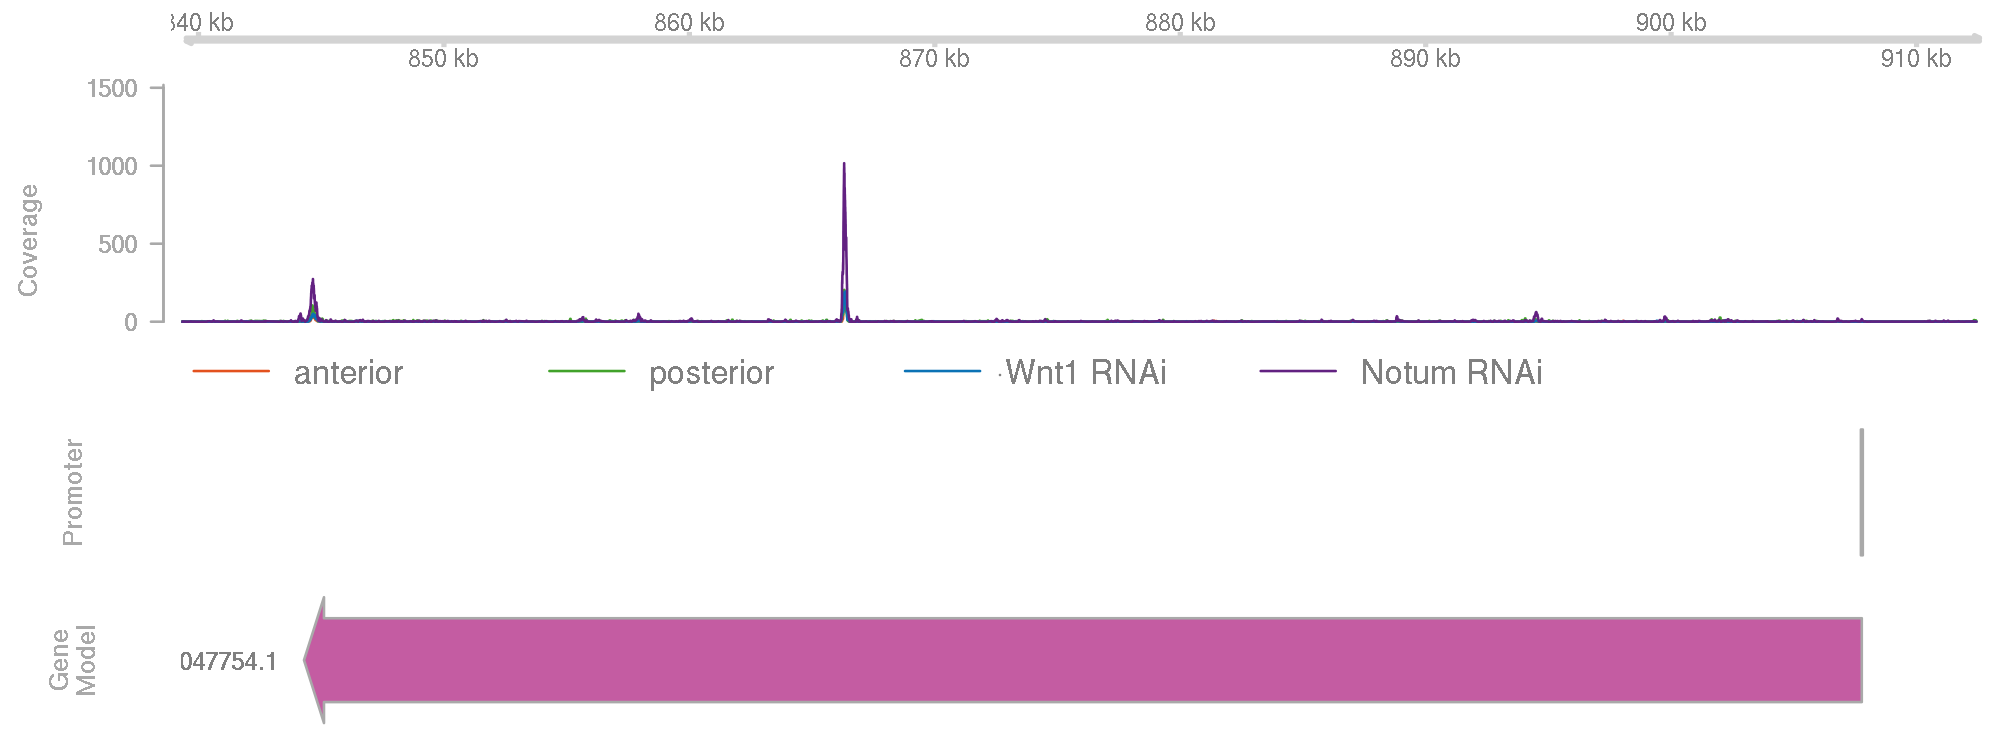 840 kb 860 kb 880 kb 900 kb
850 kb 870 kb 890 kb 910 kb
1500
1000
500
0
Coverage
anterior posterior Wnt1 RNAi Notum RNAi
Promoter
Gene
Model
047754.1